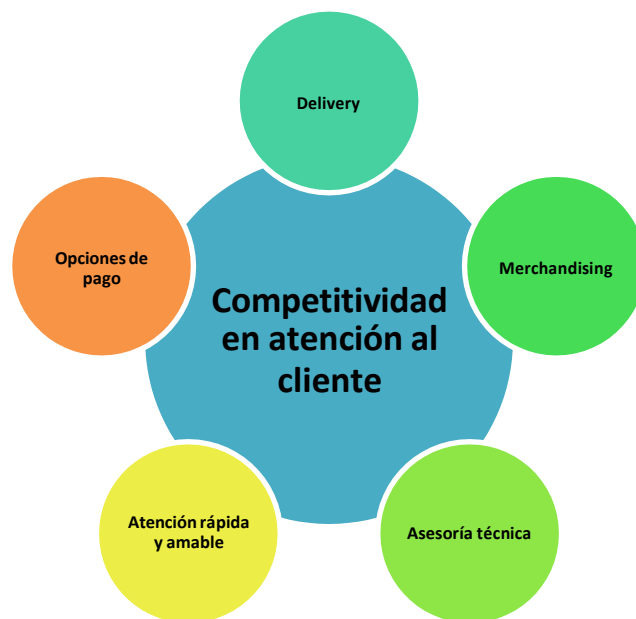 Delivery
Opciones de
pago
Merchandising
Competitividad
en atención al
cliente
Atención rápida
y amable
Asesoría técnica